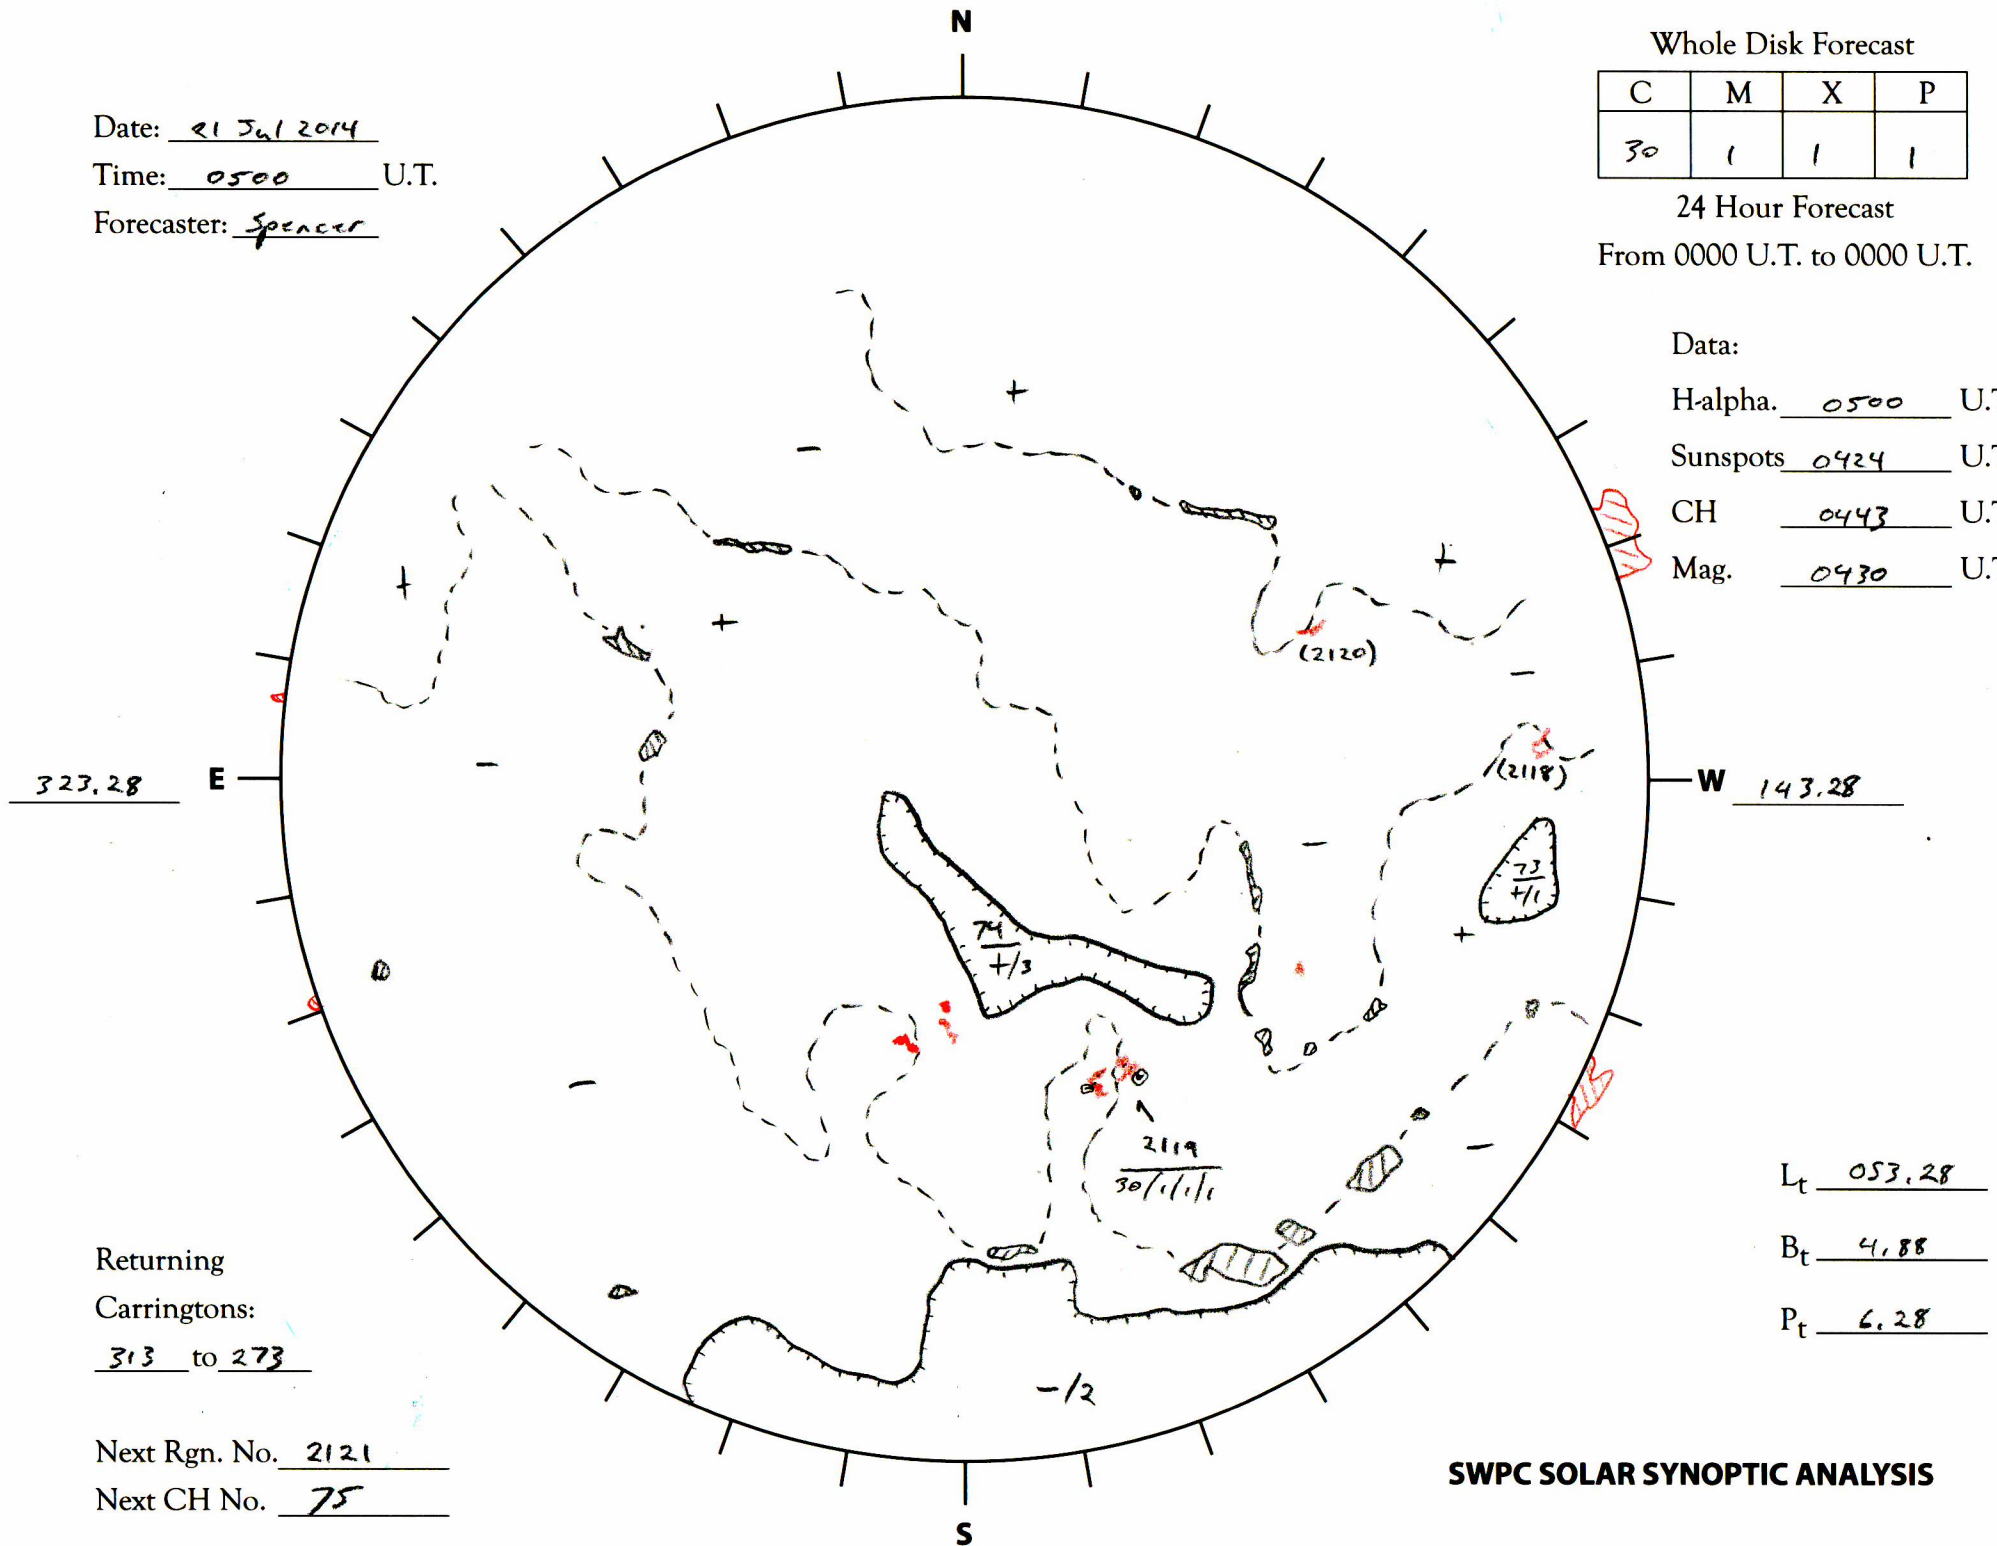 N
Date: 21 Jul 2014
Time: 0500 U.T.
Forecaster: Spencer
Whole Disk Forecast
C M X P
30 1 1 1
24 Hour Forecast
From 0000 U.T. to 0000 U.T.
Data:
H-alpha. 0500 U.T
Sunspots 0424 U.T
CH 0443 U.T
Mag. 0430 U.T
+
-
+
+
+
(2120)
-
(2118)
-
323.28 E
W 143.28
-
73
+/1
74
+/3
+
-
2119
30/1/1/1
-
Lt 053.28
Bt 4.88
Pt 6.28
Returning
Carringtons:
313 to 273
-/2
Next Rgn. No. 2121
Next CH No. 75
SWPC SOLAR SYNOPTIC ANALYSIS
S